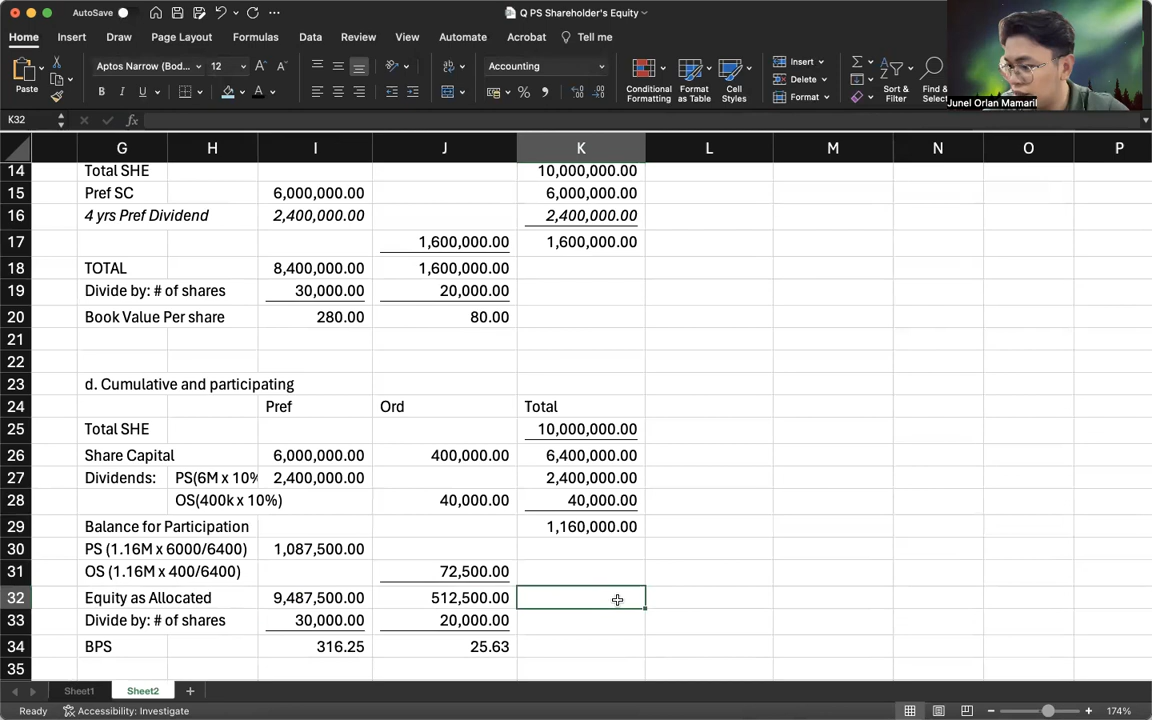 AutoSave
Q PS Shareholder's Equity
Home Insert Draw Page Layout Formulas Data Review View Automate Acrobat Tell me
Paste
Aptos Narrow (Bod... 12
B I U
Accounting
Conditional Formatting
Format as Table
Cell Styles
Insert
Delete
Format
Sort & Filter
Find & Select
Junel Orlan Mamaril
K32 fx
G H I J K L M N O P
14 Total SHE 10,000,000.00
15 Pref SC 6,000,000.00 6,000,000.00
16 4 yrs Pref Dividend 2,400,000.00 2,400,000.00
17 1,600,000.00 1,600,000.00
18 TOTAL 8,400,000.00 1,600,000.00
19 Divide by: # of shares 30,000.00 20,000.00
20 Book Value Per share 280.00 80.00
21
22
23 d. Cumulative and participating
24 Pref Ord Total
25 Total SHE 10,000,000.00
26 Share Capital 6,000,000.00 400,000.00 6,400,000.00
27 Dividends: PS(6M x 10% 2,400,000.00 2,400,000.00
28 OS(400k x 10%) 40,000.00 40,000.00
29 Balance for Participation 1,160,000.00
30 PS (1.16M x 6000/6400) 1,087,500.00
31 OS (1.16M x 400/6400) 72,500.00
32 Equity as Allocated 9,487,500.00 512,500.00
33 Divide by: # of shares 30,000.00 20,000.00
34 BPS 316.25 25.63
35
Sheet1 Sheet2 +
Ready Accessibility: Investigate 174%